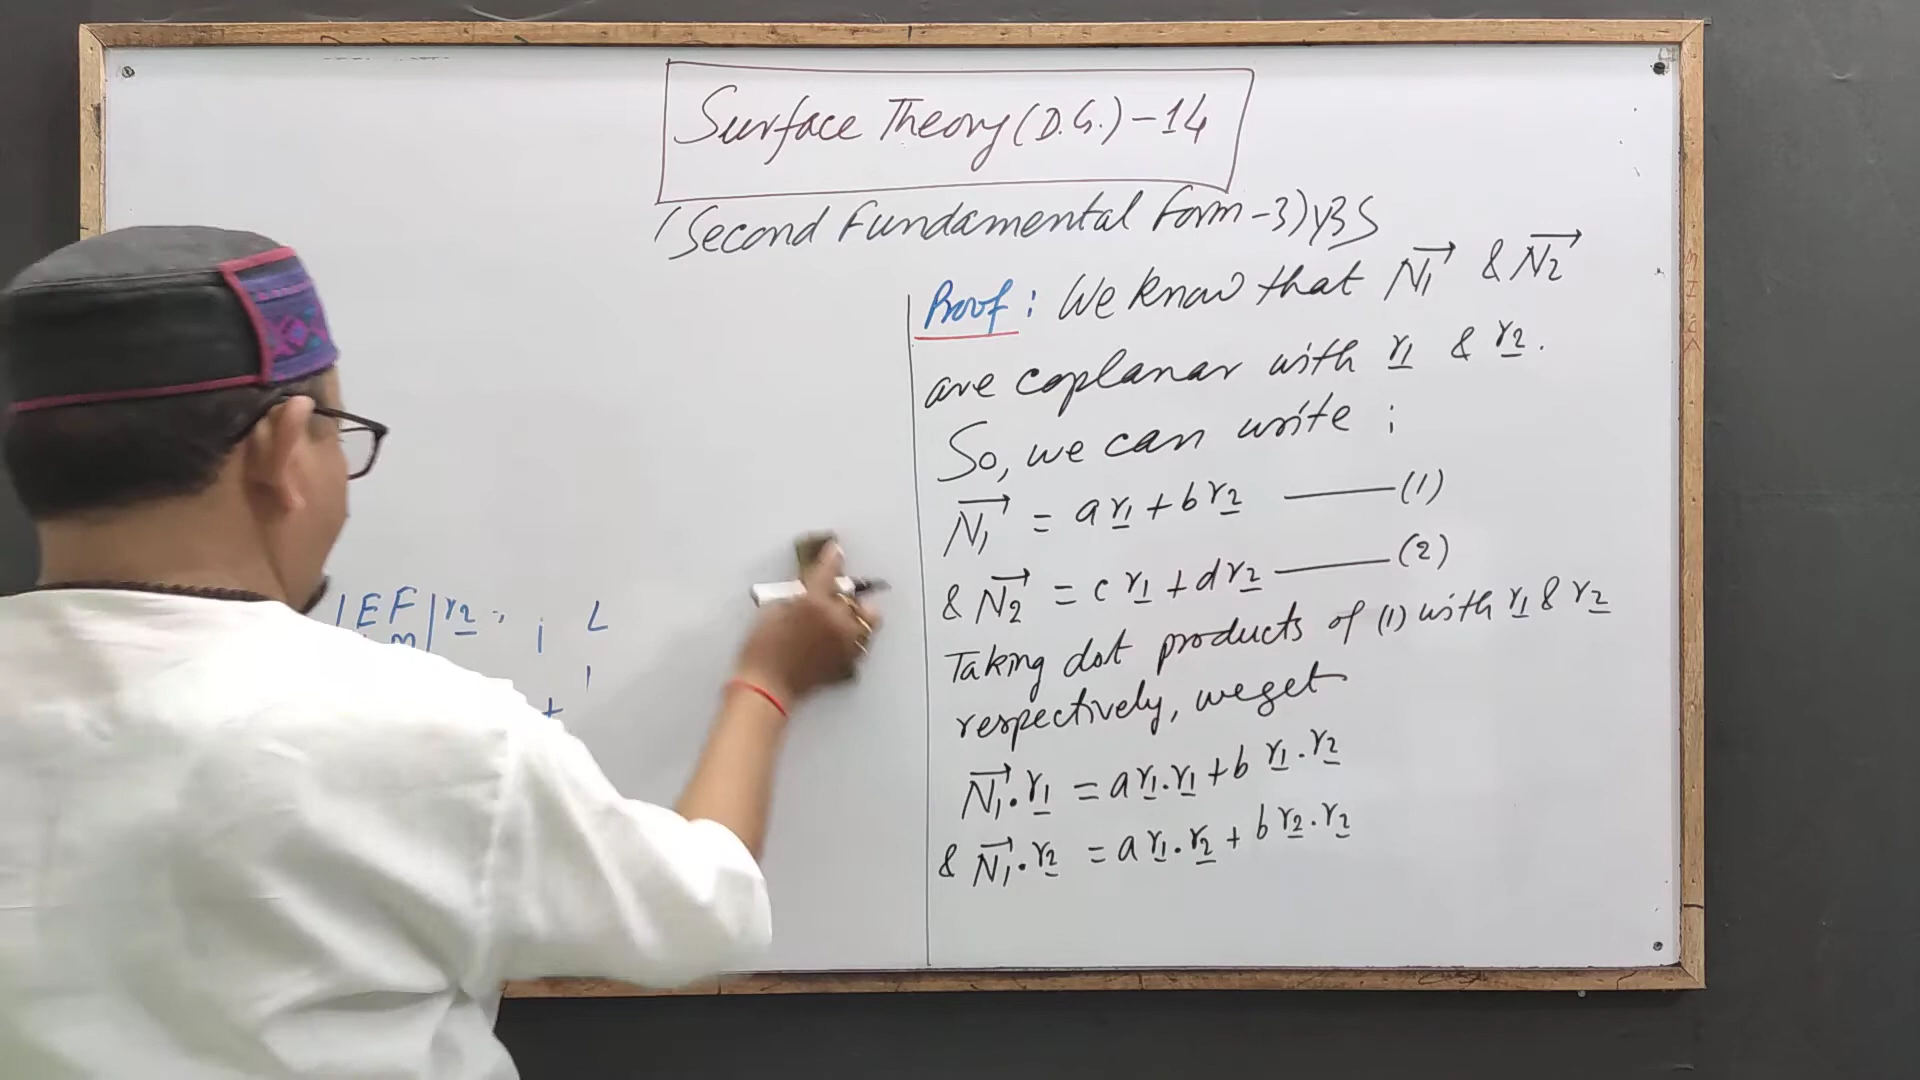 Surface Theory (D.G.) - 14
(Second Fundamental Form - 3) YBS
|E F| r2
L
Proof : We know that N1→ & N2→
are coplanar with r1 & r2.
So, we can write :
N1→ = a r1 + b r2 —— (1)
& N2→ = c r1 + d r2 —— (2)
Taking dot products of (1) with r1 & r2
respectively, we get
N1→ . r1 = a r1 . r1 + b r1 . r2
& N1→ . r2 = a r1 . r2 + b r2 . r2